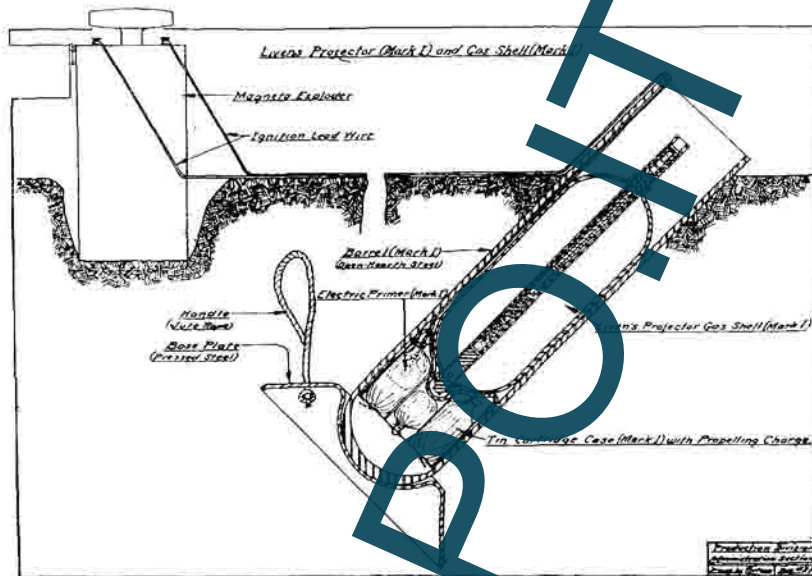 Livens Projector (Mark I) and Gas Shell (Mark I)
Magneto Exploder
Ignition Lead Wire
Barrel (Mark I)
(Open Hearth Steel)
Electric Primer (Mark I)
Handle
(Jute Rope)
Base Plate
(Pressed Steel)
Liven's Projector Gas Shell (Mark I)
Tin Cartridge Case (Mark I) with Propelling Charge
Production Division